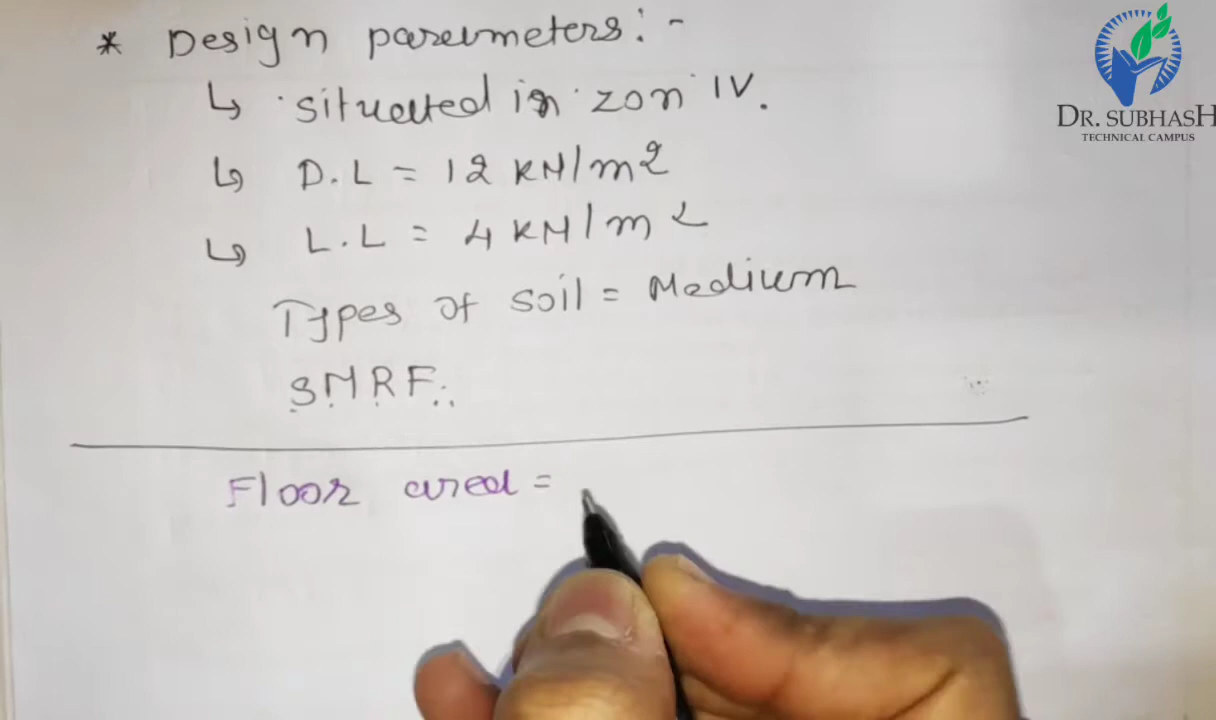 * Design parameters:-
↳ situated in zon IV.
↳ D.L = 12 KN/m2
↳ L.L = 4 KN/m2
Types of soil = Medium
SMRF.
Floor area =
DR. SUBHASH
TECHNICAL CAMPUS